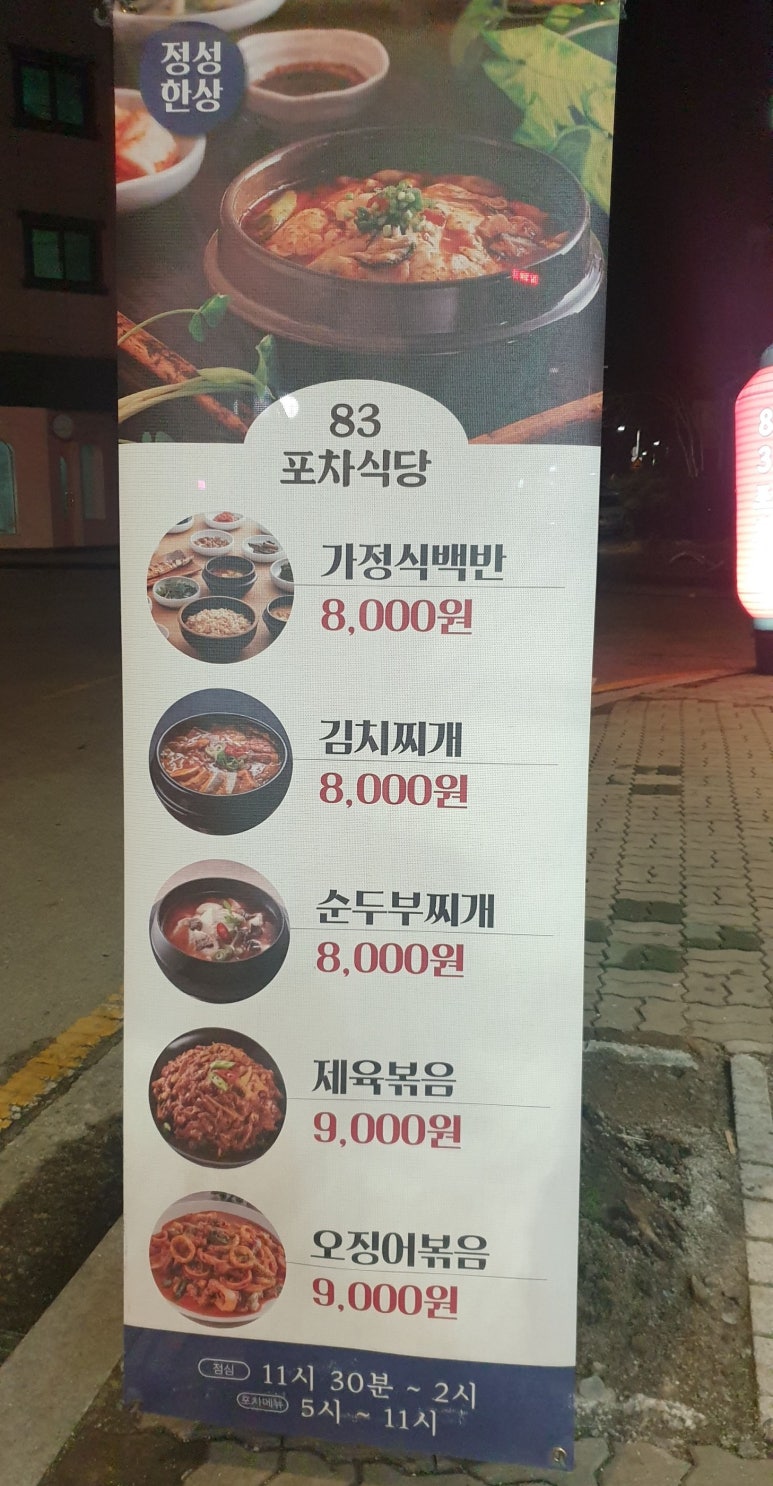 정성
한상
83
포차식당
가정식백반
8,000원
김치찌개
8,000원
순두부찌개
8,000원
제육볶음
9,000원
오징어볶음
9,000원
점심 11시 30분 ~ 2시
포차메뉴 5시 ~ 11시
8
3